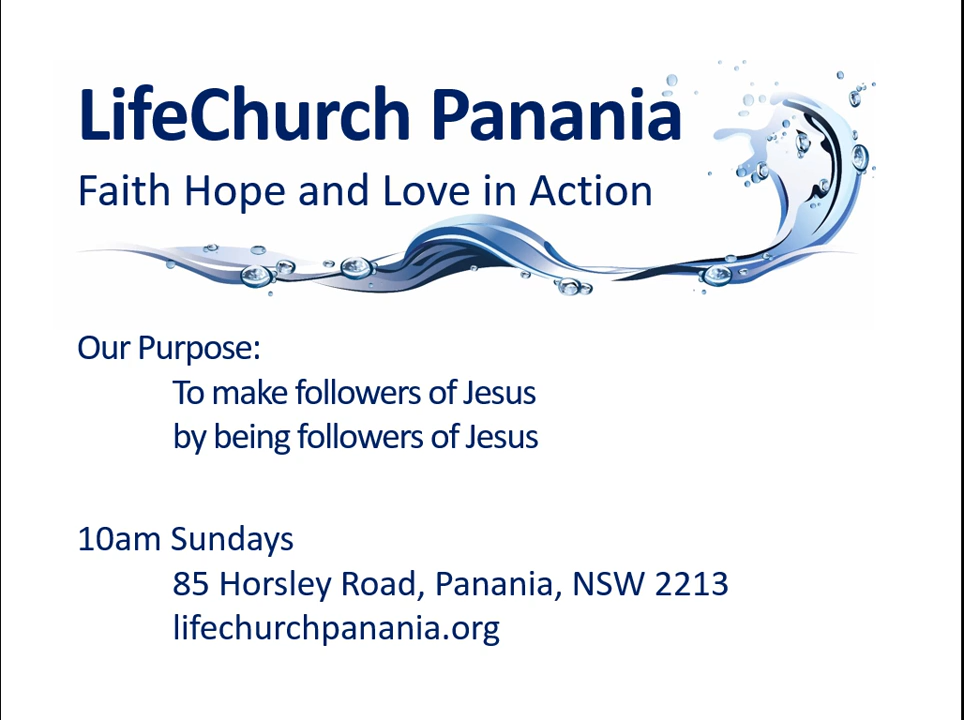 LifeChurch Panania
Faith Hope and Love in Action
Our Purpose:
To make followers of Jesus
by being followers of Jesus
10am Sundays
85 Horsley Road, Panania, NSW 2213
lifechurchpanania.org